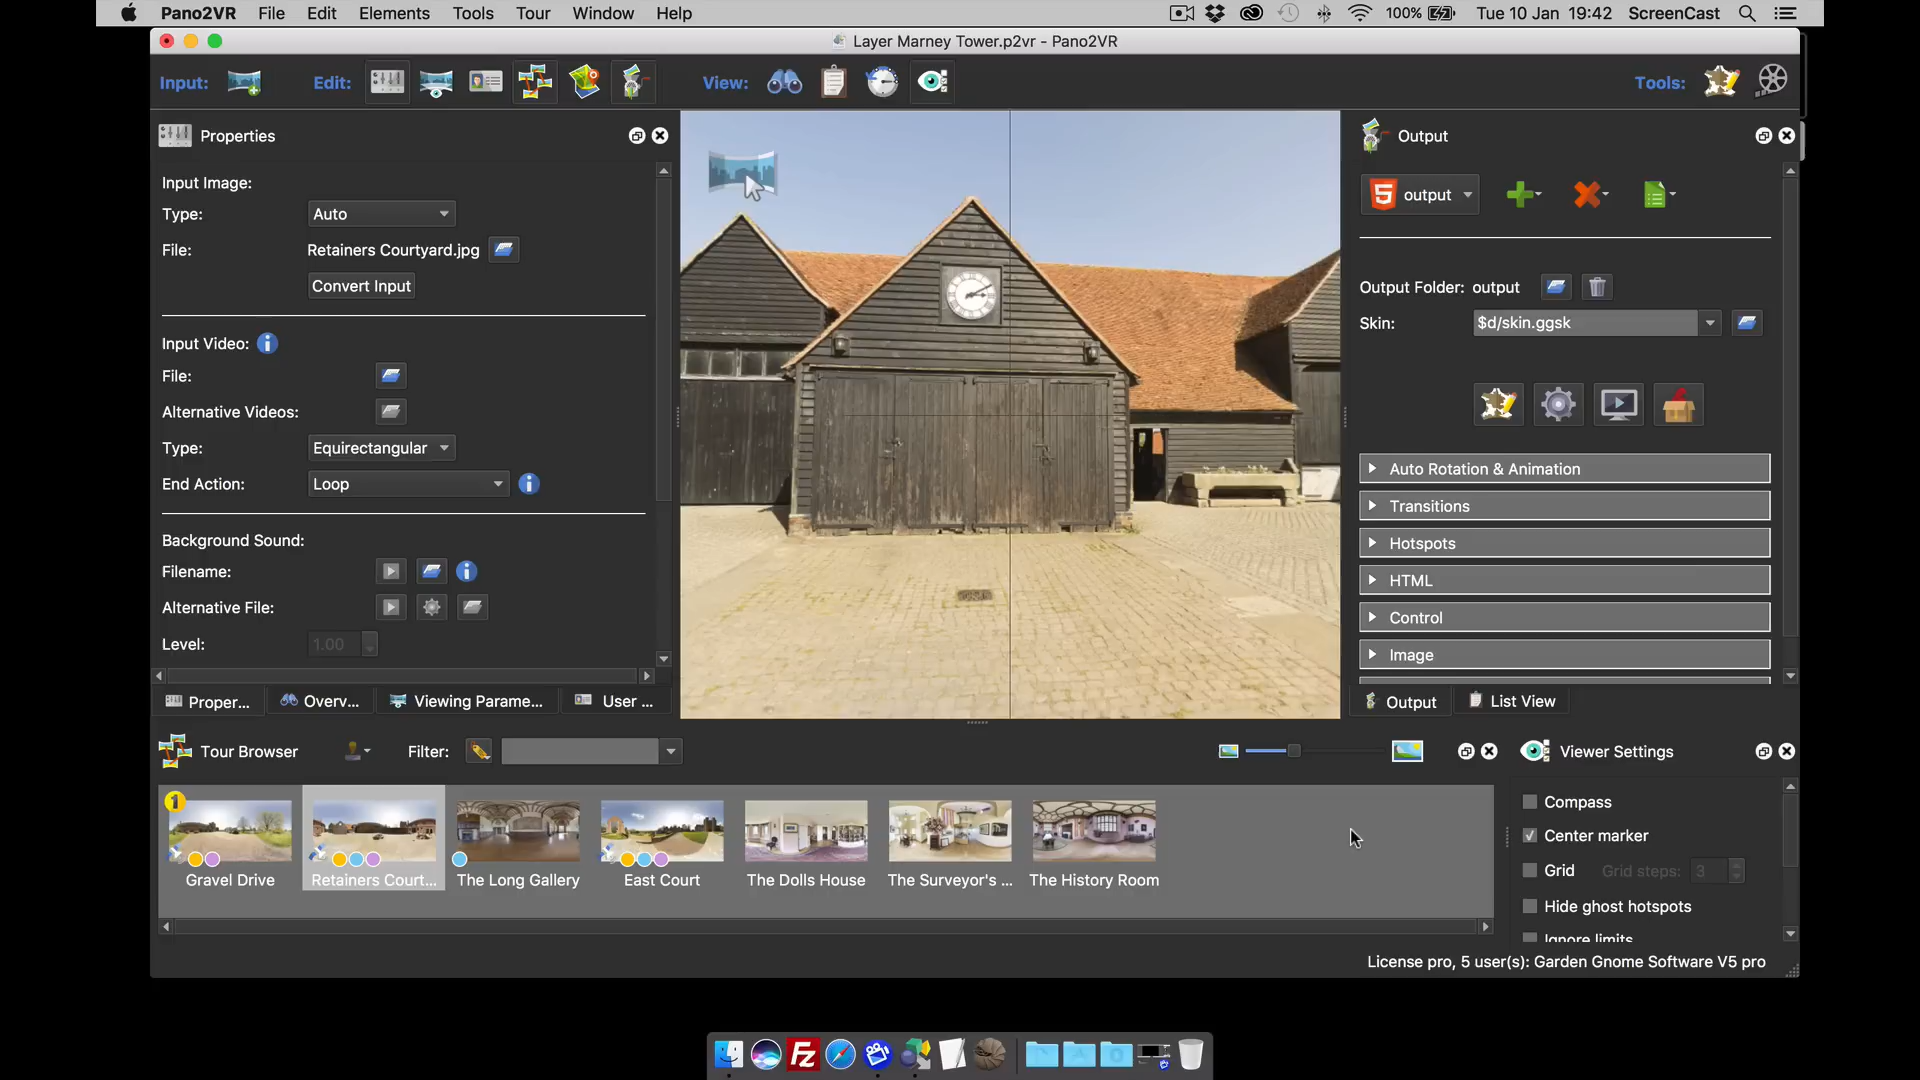 Pano2VR File Edit Elements Tools Tour Window Help
100% Tue 10 Jan 19:42 ScreenCast
Layer Marney Tower.p2vr - Pano2VR
Input: Edit: View: Tools:
Properties
Input Image:
Type: Auto
File: Retainers Courtyard.jpg
Convert Input
Input Video:
File:
Alternative Videos:
Type: Equirectangular
End Action: Loop
Background Sound:
Filename:
Alternative File:
Level: 1.00
Proper... Overv... Viewing Parame... User ...
Output
output
Output Folder: output
Skin: $d/skin.ggsk
Auto Rotation & Animation
Transitions
Hotspots
HTML
Control
Image
Output List View
Tour Browser Filter:
1
Gravel Drive Retainers Court... The Long Gallery East Court The Dolls House The Surveyor's ... The History Room
Viewer Settings
Compass
Center marker
Grid Grid steps: 3
Hide ghost hotspots
Ignore limits
License pro, 5 user(s): Garden Gnome Software V5 pro